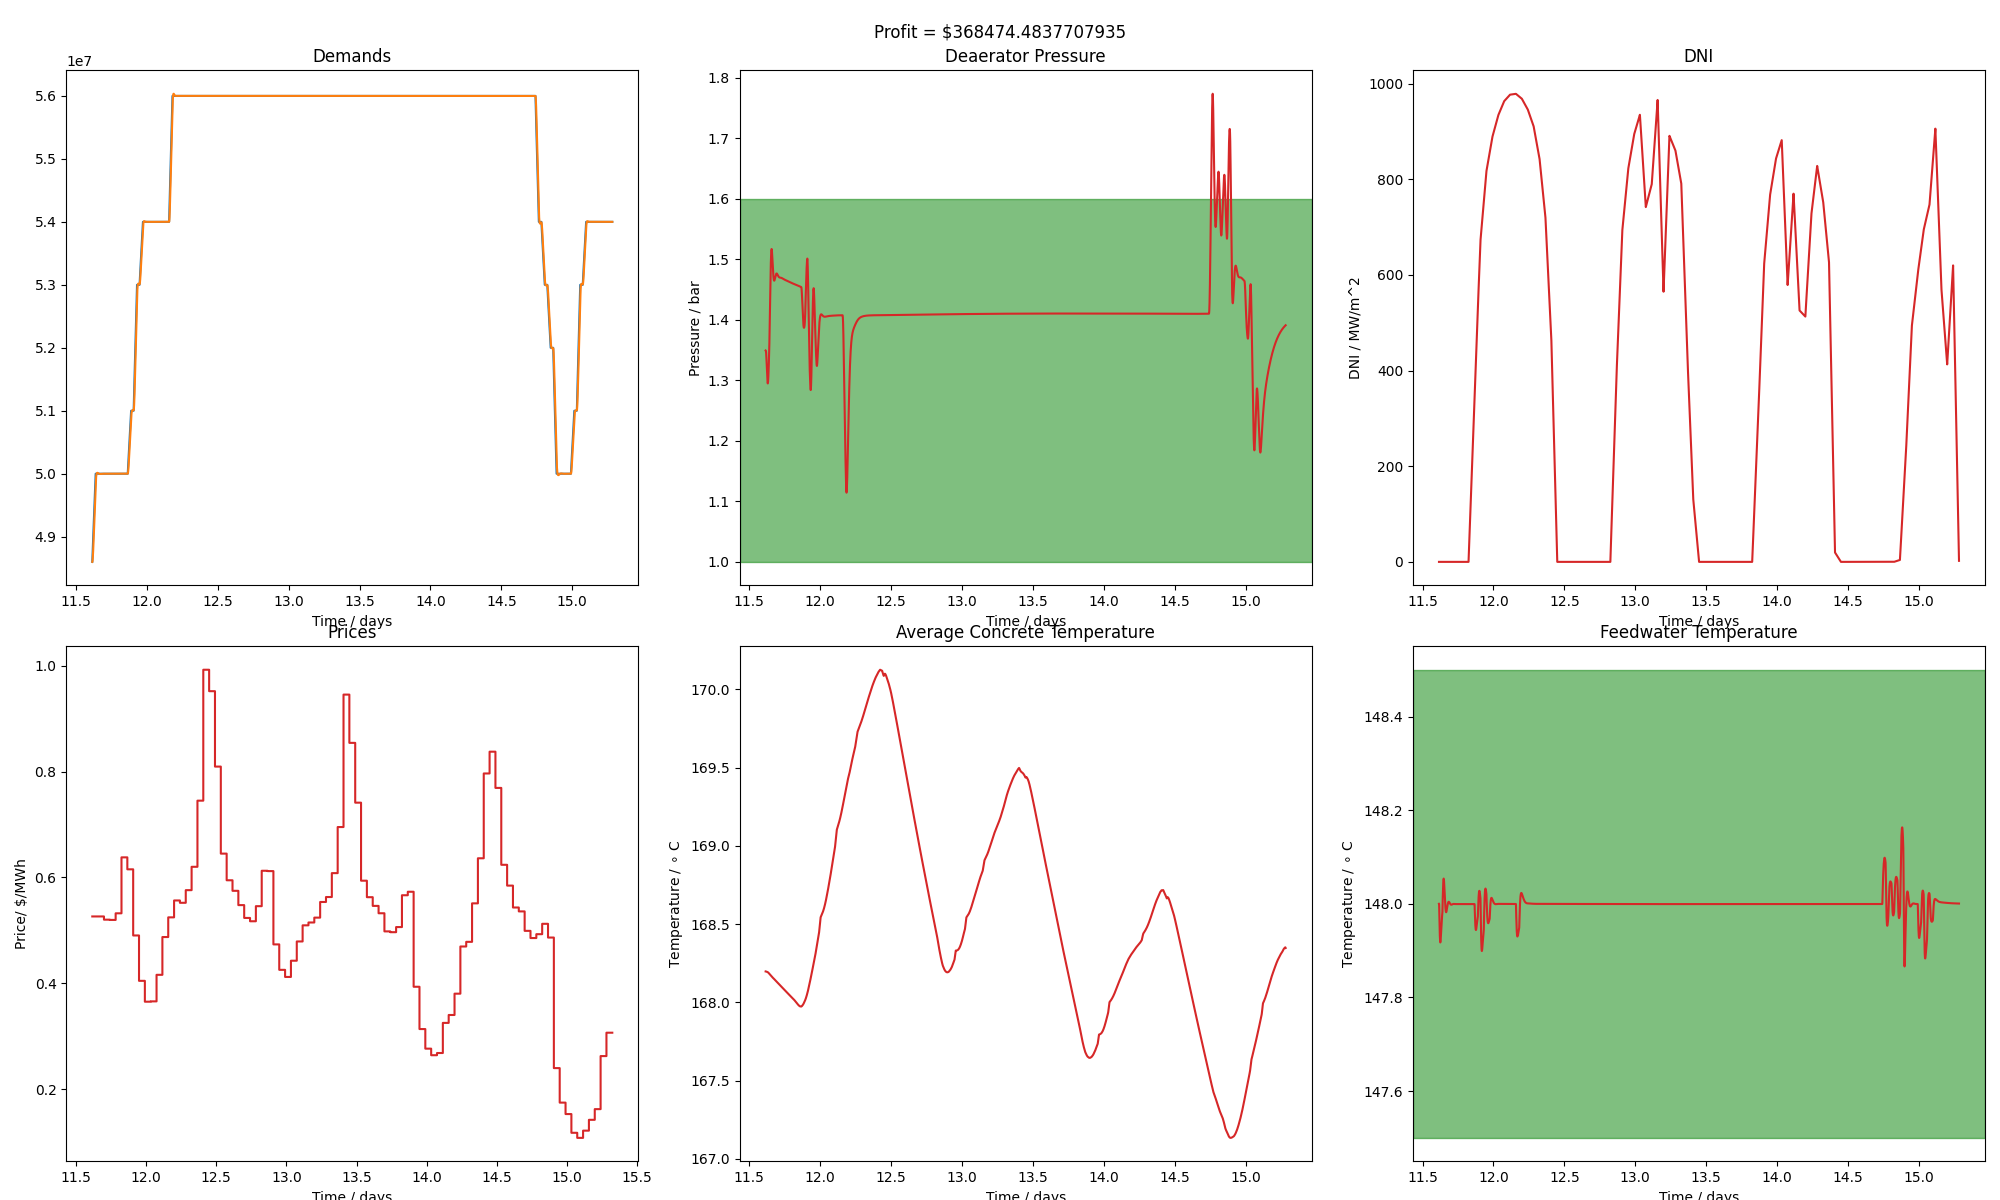 Profit = $368474.4837707935
Demands
1e7
5.6
5.5
5.4
5.3
5.2
5.1
5.0
4.9
11.5 12.0 12.5 13.0 13.5 14.0 14.5 15.0
Time / days
Deaerator Pressure
Pressure / bar
1.8
1.7
1.6
1.5
1.4
1.3
1.2
1.1
1.0
11.5 12.0 12.5 13.0 13.5 14.0 14.5 15.0
Time / days
DNI
DNI / MW/m^2
1000
800
600
400
200
0
11.5 12.0 12.5 13.0 13.5 14.0 14.5 15.0
Time / days
Prices
Price/ $/MWh
1.0
0.8
0.6
0.4
0.2
11.5 12.0 12.5 13.0 13.5 14.0 14.5 15.0 15.5
Time / days
Average Concrete Temperature
Temperature / ∘ C
170.0
169.5
169.0
168.5
168.0
167.5
167.0
11.5 12.0 12.5 13.0 13.5 14.0 14.5 15.0
Time / days
Feedwater Temperature
Temperature / ∘ C
148.4
148.2
148.0
147.8
147.6
11.5 12.0 12.5 13.0 13.5 14.0 14.5 15.0
Time / days